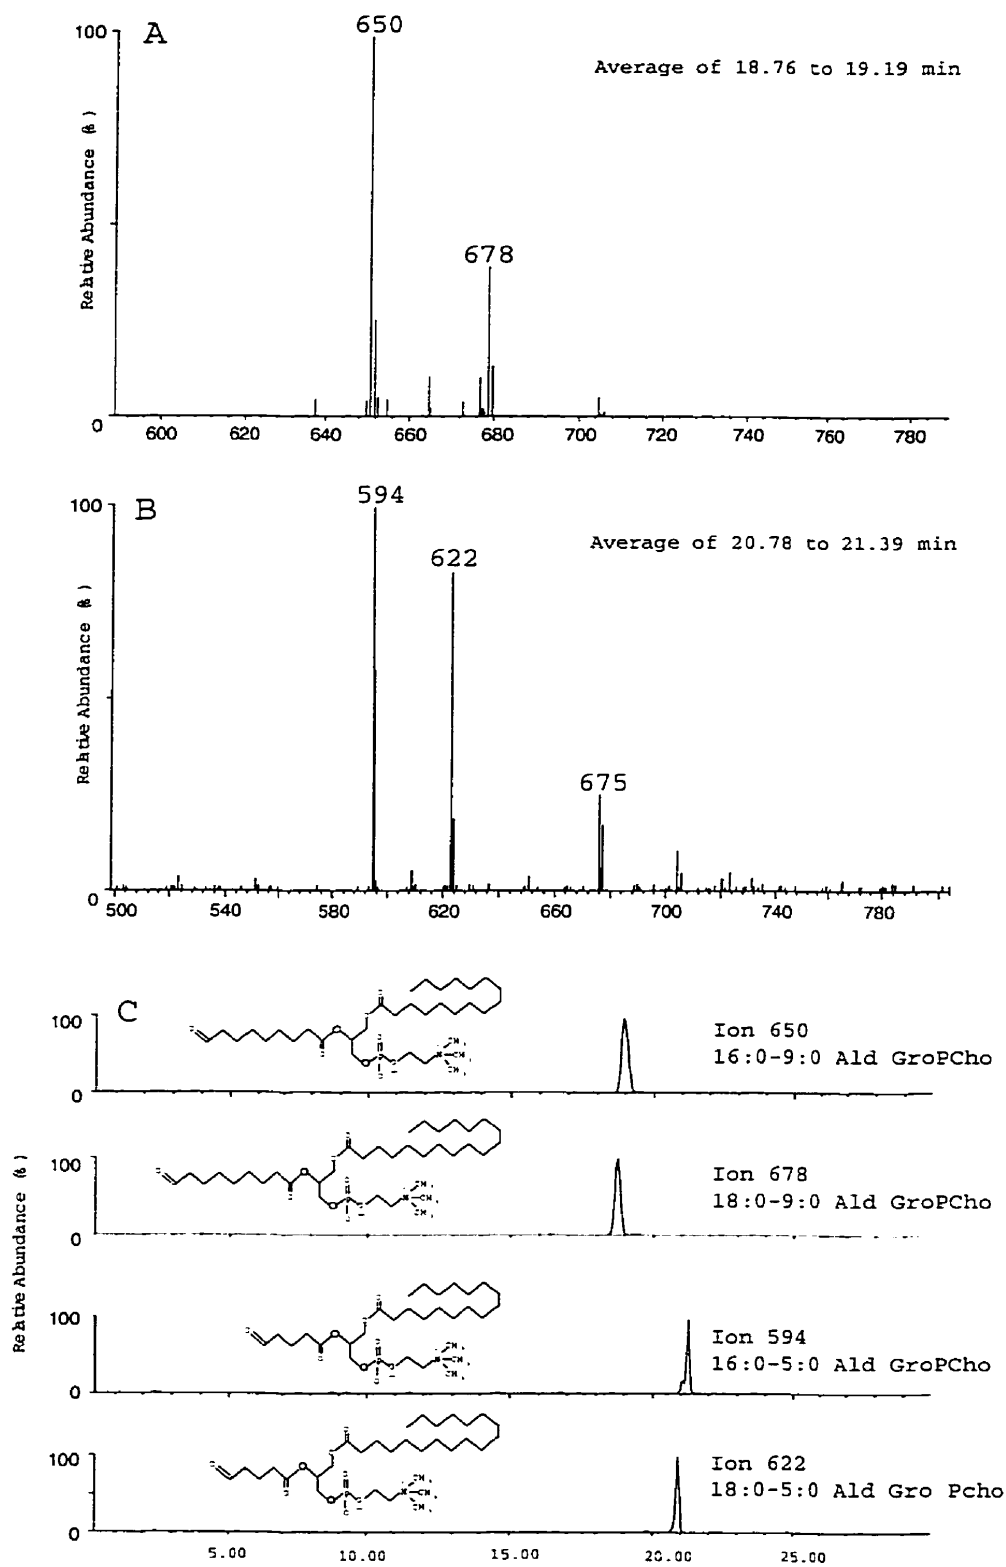 100
A
650
Average of 18.76 to 19.19 min
678
Relative Abundance (%)
0
600 620 640 660 680 700 720 740 760 780
100
B
594
Average of 20.78 to 21.39 min
622
675
Relative Abundance (%)
0
500 540 580 620 660 700 740 780
C
100
0
Ion 650
16:0-9:0 Ald GroPCho
100
0
Ion 678
18:0-9:0 Ald GroPCho
Relative Abundance (%)
100
0
Ion 594
16:0-5:0 Ald GroPCho
100
0
Ion 622
18:0-5:0 Ald Gro Pcho
5.00 10.00 15.00 20.00 25.00